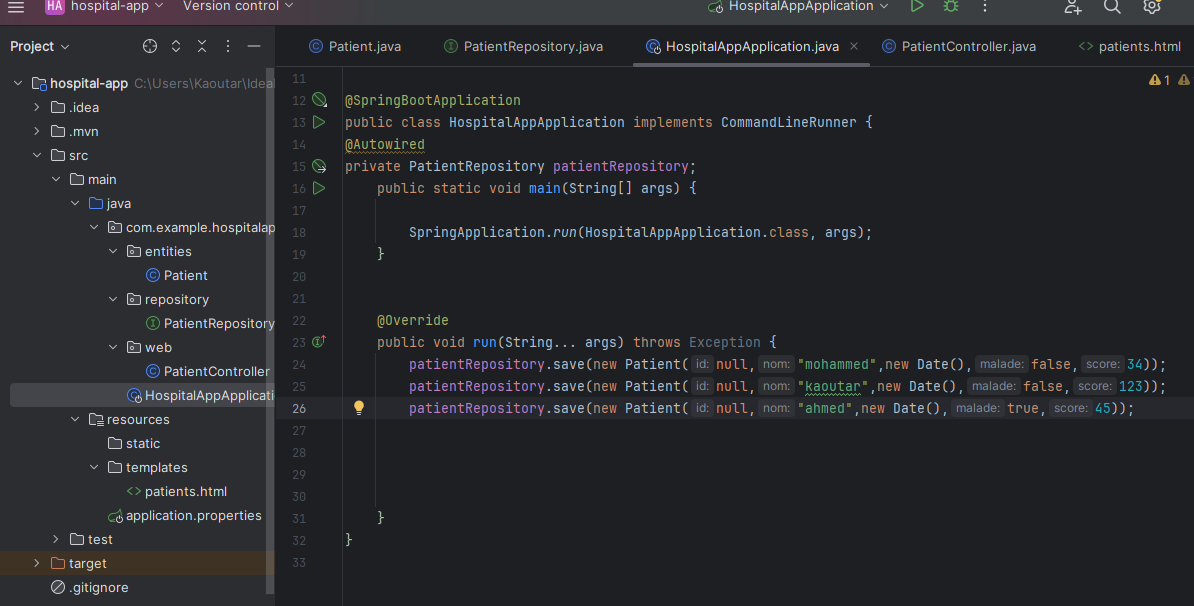 HA hospital-app Version control HospitalAppApplication
Project
Patient.java PatientRepository.java HospitalAppApplication.java PatientController.java patients.html
hospital-app C:\Users\Kaoutar\Idea
.idea
.mvn
src
main
java
com.example.hospitalap
entities
Patient
repository
PatientRepository
web
PatientController
HospitalAppApplicati
resources
static
templates
patients.html
application.properties
test
target
.gitignore
1
11
12 @SpringBootApplication
13 public class HospitalAppApplication implements CommandLineRunner {
14 @Autowired
15 private PatientRepository patientRepository;
16 public static void main(String[] args) {
17
18 SpringApplication.run(HospitalAppApplication.class, args);
19 }
20
21
22 @Override
23 public void run(String... args) throws Exception {
24 patientRepository.save(new Patient( id: null, nom: "mohammed",new Date(), malade: false, score: 34));
25 patientRepository.save(new Patient( id: null, nom: "kaoutar",new Date(), malade: false, score: 123));
26 patientRepository.save(new Patient( id: null, nom: "ahmed",new Date(), malade: true, score: 45));
27
28
29
30
31 }
32 }
33